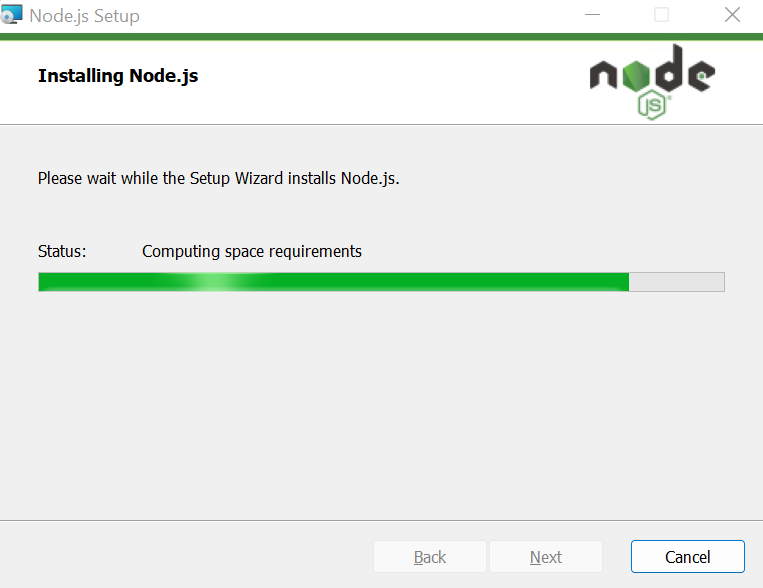 Node.js Setup
Installing Node.js
node
JS
Please wait while the Setup Wizard installs Node.js.
Status: Computing space requirements
Back Next Cancel